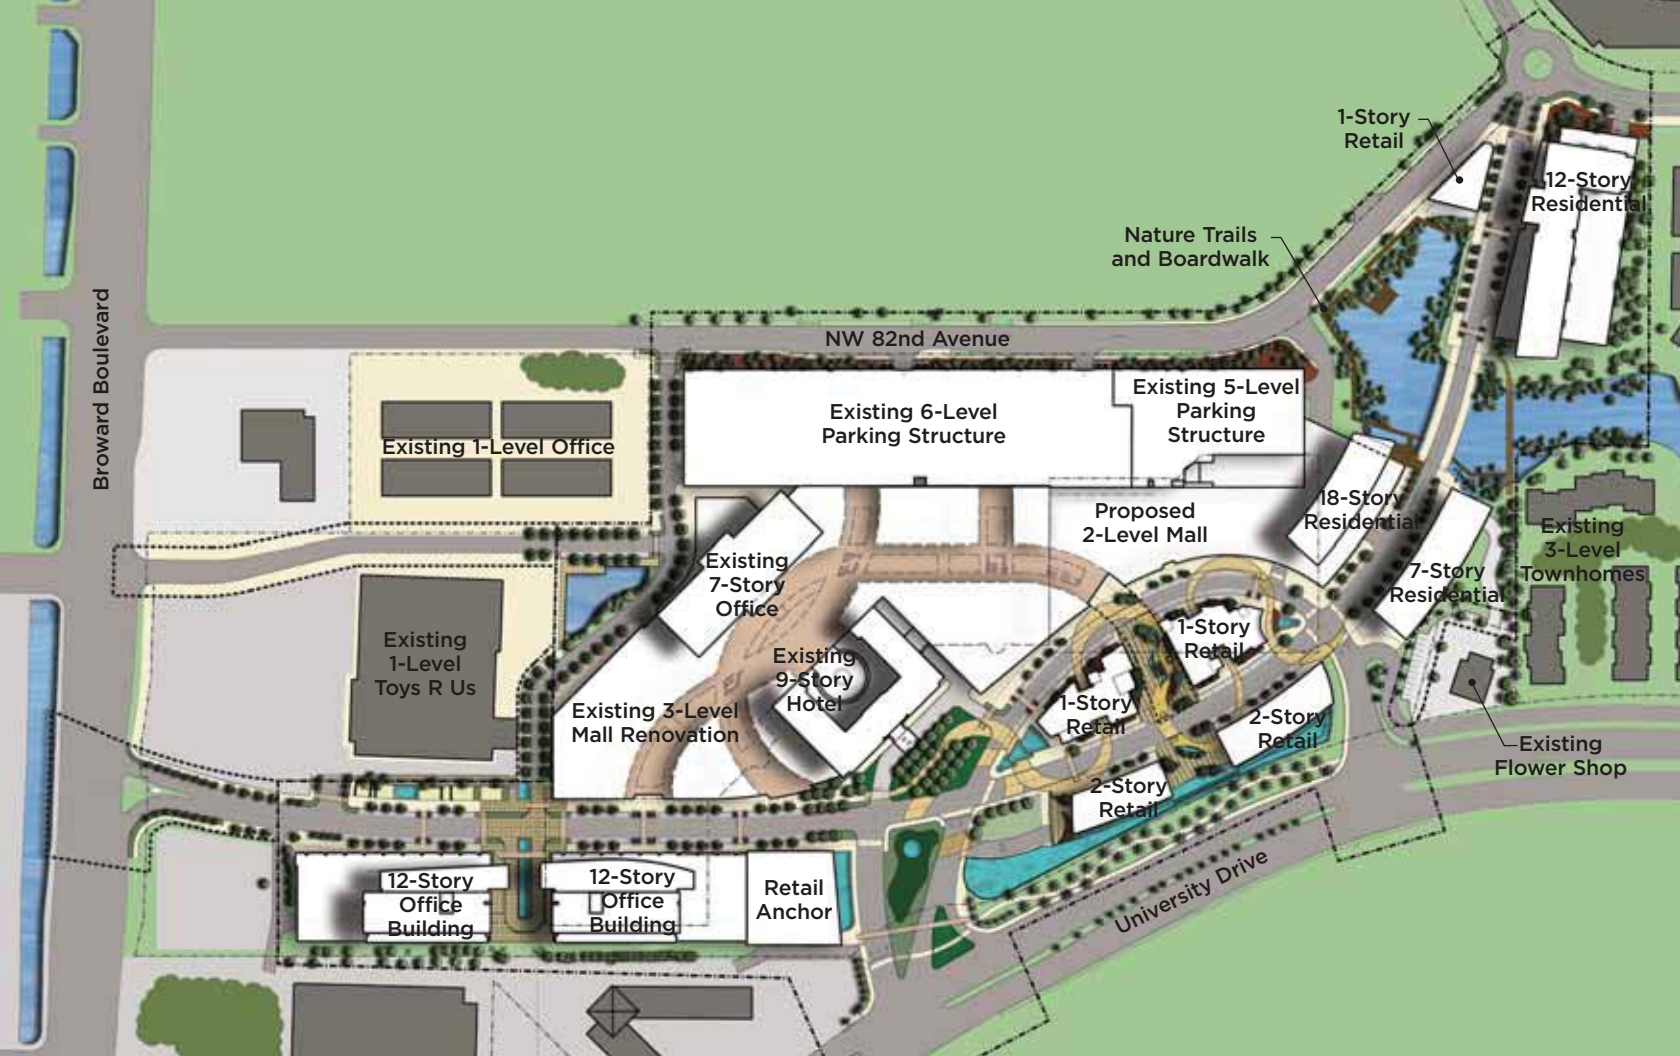 1-Story
Retail
12-Story
Residential
Nature Trails
and Boardwalk
NW 82nd Avenue
Broward Boulevard
Existing 1-Level Office
Existing 6-Level
Parking Structure
Existing 5-Level
Parking
Structure
Proposed
2-Level Mall
18-Story
Residential
7-Story
Residential
Existing
3-Level
Townhomes
Existing
7-Story
Office
Existing
1-Level
Toys R Us
Existing
9-Story
Hotel
Existing 3-Level
Mall Renovation
1-Story
Retail
1-Story
Retail
2-Story
Retail
2-Story
Retail
Existing
Flower Shop
12-Story
Office
Building
12-Story
Office
Building
Retail
Anchor
University Drive